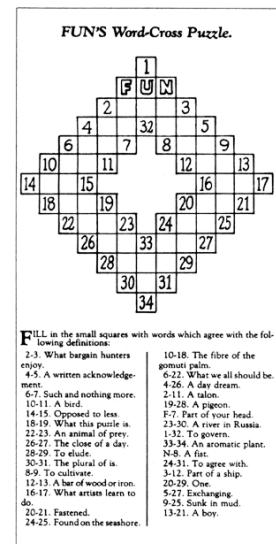 FUN'S Word-Cross Puzzle.
1
F U N
2 3
4 32 5
6 7 8 9
10 11 12 13
14 15 16 17
18 19 20 21
22 23 24 25
26 33 27
28 29
30 31
34
FILL in the small squares with words which agree with the fol-
lowing definitions:
2-3. What bargain hunters
enjoy.
4-5. A written acknowledge-
ment.
6-7. Such and nothing more.
10-11. A bird.
14-15. Opposed to less.
18-19. What this puzzle is.
22-23. An animal of prey.
26-27. The close of a day.
28-29. To elude.
30-31. The plural of is.
8-9. To cultivate.
12-13. A bar of wood or iron.
16-17. What artists learn to
do.
20-21. Fastened.
24-25. Found on the seashore.
10-18. The fibre of the
gomuti palm.
6-22. What we all should be.
4-26. A day dream.
2-11. A talon.
19-28. A pigeon.
F-7. Part of your head.
23-30. A river in Russia.
1-32. To govern.
33-34. An aromatic plant.
N-8. A fist.
24-31. To agree with.
3-12. Part of a ship.
20-29. One.
5-27. Exchanging.
9-25. Sunk in mud.
13-21. A boy.